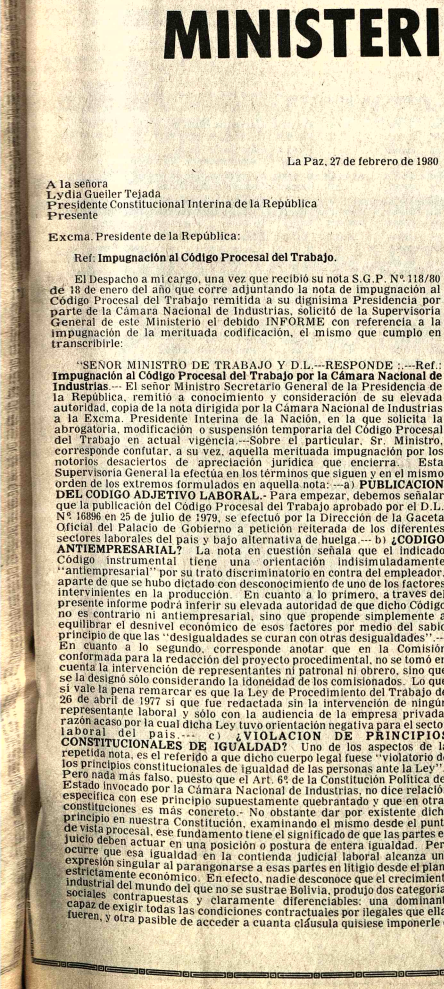 MINISTERI
La Paz, 27 de febrero de 1980
A la señora
Lydia Gueiler Tejada
Presidente Constitucional Interina de la República
Presente
Excma. Presidente de la República:
Ref: Impugnación al Código Procesal del Trabajo.
El Despacho a mi cargo, una vez que recibió su nota S.G.P. Nº. 118/80
de 18 de enero del año que corre adjuntando la nota de impugnación al
Código Procesal del Trabajo remitida a su dignísima Presidencia por
parte de la Cámara Nacional de Industrias, solicitó de la Supervisoria
General de este Ministerio el debido INFORME con referencia a la
impugnación de la merituada codificación, el mismo que cumplo en
transcribirle:
"SEÑOR MINISTRO DE TRABAJO Y D.L.---RESPONDE :.---Ref.:
Impugnación al Código Procesal del Trabajo por la Cámara Nacional de
Industrias.--- El señor Ministro Secretario General de la Presidencia de
la República, remitió a conocimiento y consideración de su elevada
autoridad, copia de la nota dirigida por la Cámara Nacional de Industrias
a la Excma. Presidente Interina de la Nación, en la que solicita la
abrogatoria, modificación o suspensión temporaria del Código Procesal
del Trabajo en actual vigencia.---Sobre el particular, Sr. Ministro,
corresponde confutar, a su vez, aquella merituada impugnación por los
notorios desaciertos de apreciación jurídica que encierra.: Esta
Supervisoria General la efectúa en los términos que siguen y en el mismo
orden de los extremos formulados en aquella nota: ---a) PUBLICACION
DEL CODIGO ADJETIVO LABORAL.- Para empezar, debemos señalar
que la publicación del Código Procesal del Trabajo aprobado por el D.L.
Nº 16896 en 25 de julio de 1979, se efectuó por la Dirección de la Gaceta
Oficial del Palacio de Gobierno a petición reiterada de los diferentes
sectores laborales del país y bajo alternativa de huelga.--- b) ¿CODIGO
ANTIEMPRESARIAL? La nota en cuestión señala que el indicado
Código instrumental tiene una orientación indisimuladamente
"antiempresarial" por su trato discriminatorio en contra del empleador,
aparte de que se hubo dictado con desconocimiento de uno de los factores
intervinientes en la producción. En cuanto a lo primero, a través del
presente informe podrá inferir su elevada autoridad de que dicho Código
no es contrario ni antiempresarial, sino que propende simplemente a
equilibrar el desnivel económico de esos factores por medio del sabio
principio de que las "desigualdades se curan con otras desigualdades".--
En cuanto a lo segundo, corresponde anotar que en la Comisión
conformada para la redacción del proyecto procedimental, no se tomó en
cuenta la intervención de representantes ni patronal ni obrero, sino que
se la designó sólo considerando la idoneidad de los comisionados. Lo que
si vale la pena remarcar es que la Ley de Procedimiento del Trabajo de
26 de abril de 1977 si que fue redactada sin la intervención de ningún
representante laboral y sólo con la audiencia de la empresa privada
razón acaso por la cual dicha Ley tuvo orientación negativa para el secto
laboral del país.--- c) ¿VIOLACION DE PRINCIPIOS
CONSTITUCIONALES DE IGUALDAD? Uno de los aspectos de la
repetida nota, es el referido a que dicho cuerpo legal fuese "violatorio de
los principios constitucionales de igualdad de las personas ante la Ley"
Pero nada más falso, puesto que el Art. 6º. de la Constitución Política de
Estado invocado por la Cámara Nacional de Industrias, no dice relació
específica con ese principio supuestamente quebrantado y que en otra
constituciones es más concreto.- No obstante dar por existente dich
principio en nuestra Constitución, examinando el mismo desde el punt
de vista procesal, ese fundamento tiene el significado de que las partes e
juicio deben actuar en una posición o postura de entera igualdad. Per
ocurre que esa igualdad en la contienda judicial laboral alcanza un
expresión singular al parangonarse a esas partes en litigio desde el plan
estrictamente económico. En efecto, nadie desconoce que el crecimient
industrial del mundo del que no se sustrae Bolivia, produjo dos categoría
sociales contrapuestas y claramente diferenciables: una dominant
capaz de exigir todas las condiciones contractuales por ilegales que ella
fueren, y otra pasible de acceder a cuanta cláusula quisiese imponerle